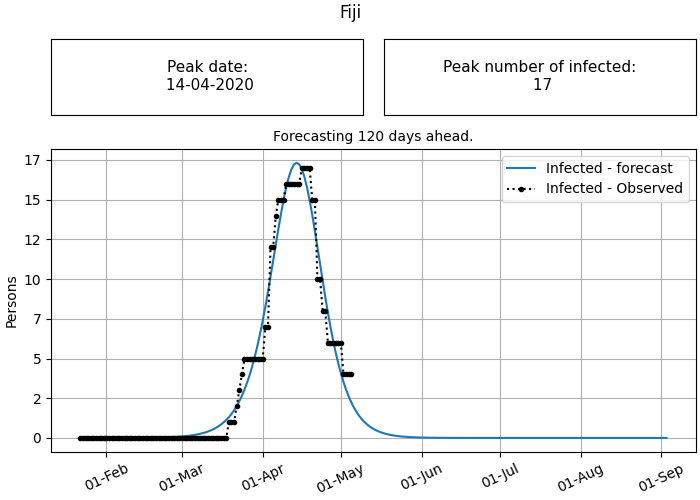 Fiji
Peak date:
14-04-2020
Peak number of infected:
17
Forecasting 120 days ahead.
Infected - forecast
Infected - Observed
Persons
17
15
12
10
7
5
2
0
01-Feb
01-Mar
01-Apr
01-May
01-Jun
01-Jul
01-Aug
01-Sep